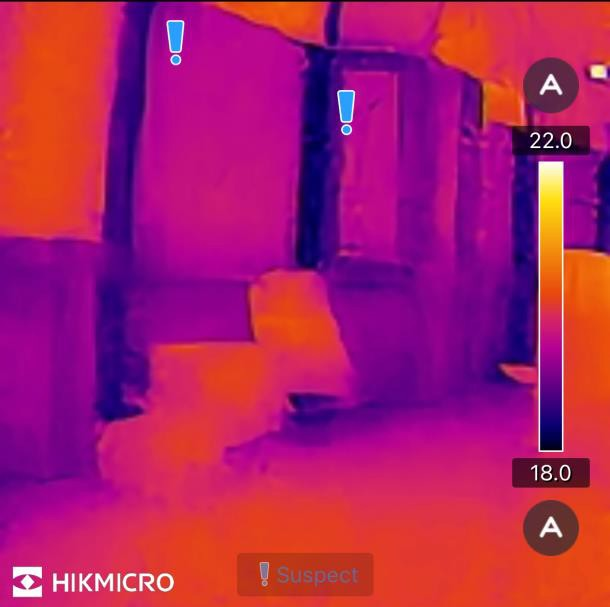 A
22.0
18.0
A
Suspect
HIKMICRO